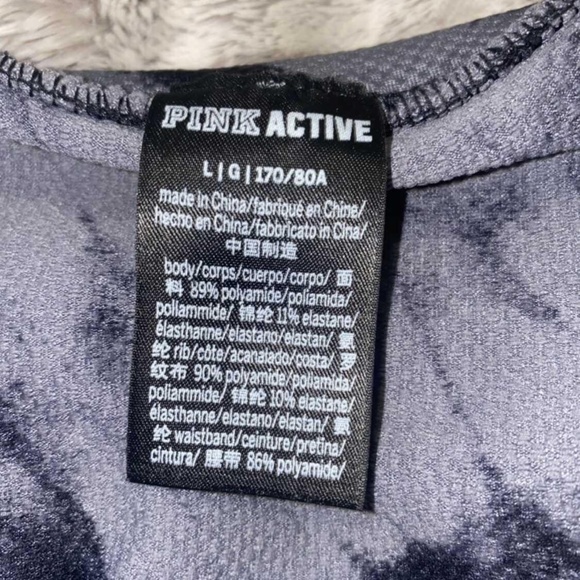 PINK ACTIVE
L | G | 170/80A
made in China/fabriqué en Chine/
hecho en China/fabbricato in Cina/
中国制造
body/corps/cuerpo/corpo/ 面
料 89% polyamide/poliamida/
poliammide/ 锦纶 11% elastane/
élasthanne/elastano/elastan/ 氨
纶 rib/côte/acanalado/costa/ 罗
纹布 90% polyamide/poliamida/
poliammide/ 锦纶 10% elastane/
élasthanne/elastano/elastan/ 氨
纶 waistband/ceinture/pretina/
cintura/ 腰带 86% polyamide/